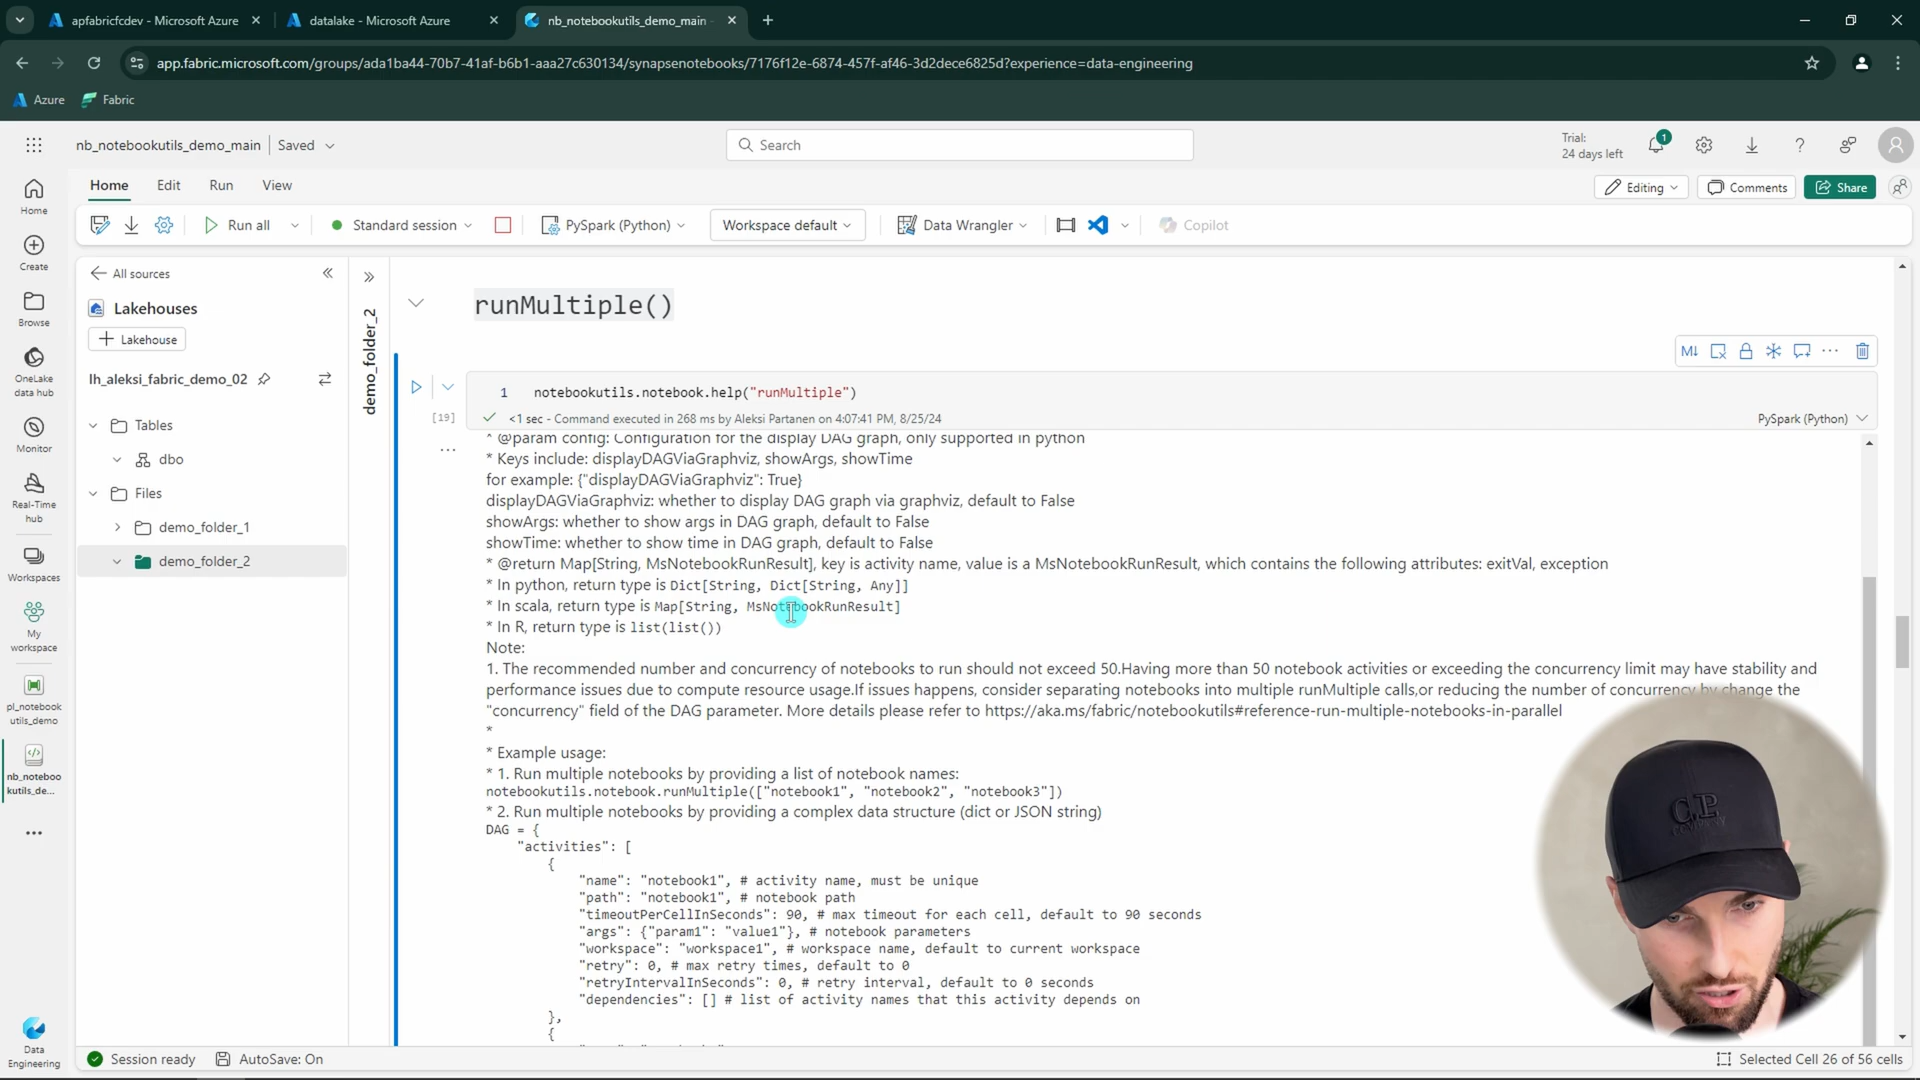 apfabricfcdev - Microsoft Azure
datalake - Microsoft Azure
nb_notebookutils_demo_main
app.fabric.microsoft.com/groups/ada1ba44-70b7-41af-b6b1-aaa27c630134/synapsenotebooks/7176f12e-6874-457f-af46-3d2dece6825d?experience=data-engineering
Azure
Fabric
nb_notebookutils_demo_main
Saved
Search
Trial:
24 days left
1
Home
Edit
Run
View
Editing
Comments
Share
Run all
Standard session
PySpark (Python)
Workspace default
Data Wrangler
Copilot
Home
Create
Browse
OneLake
data hub
Monitor
Real-Time
hub
Workspaces
My
workspace
pl_notebook
utils_demo
nb_noteboo
kutils_de...
Data
Engineering
All sources
Lakehouses
Lakehouse
lh_aleksi_fabric_demo_02
Tables
dbo
Files
demo_folder_1
demo_folder_2
demo_folder_2
runMultiple()
1 notebookutils.notebook.help("runMultiple")
[19] <1 sec - Command executed in 268 ms by Aleksi Partanen on 4:07:41 PM, 8/25/24
PySpark (Python)
* @param config: Configuration for the display DAG graph, only supported in python
* Keys include: displayDAGViaGraphviz, showArgs, showTime
for example: {"displayDAGViaGraphviz": True}
displayDAGViaGraphviz: whether to display DAG graph via graphviz, default to False
showArgs: whether to show args in DAG graph, default to False
showTime: whether to show time in DAG graph, default to False
* @return Map[String, MsNotebookRunResult], key is activity name, value is a MsNotebookRunResult, which contains the following attributes: exitVal, exception
* In python, return type is Dict[String, Dict[String, Any]]
* In scala, return type is Map[String, MsNotebookRunResult]
* In R, return type is list(list())
Note:
1. The recommended number and concurrency of notebooks to run should not exceed 50.Having more than 50 notebook activities or exceeding the concurrency limit may have stability and
performance issues due to compute resource usage.If issues happens, consider separating notebooks into multiple runMultiple calls,or reducing the number of concurrency by change the
"concurrency" field of the DAG parameter. More details please refer to https://aka.ms/fabric/notebookutils#reference-run-multiple-notebooks-in-parallel
*
* Example usage:
* 1. Run multiple notebooks by providing a list of notebook names:
notebookutils.notebook.runMultiple(["notebook1", "notebook2", "notebook3"])
* 2. Run multiple notebooks by providing a complex data structure (dict or JSON string)
DAG = {
"activities": [
{
"name": "notebook1", # activity name, must be unique
"path": "notebook1", # notebook path
"timeoutPerCellInSeconds": 90, # max timeout for each cell, default to 90 seconds
"args": {"param1": "value1"}, # notebook parameters
"workspace": "workspace1", # workspace name, default to current workspace
"retry": 0, # max retry times, default to 0
"retryIntervalInSeconds": 0, # retry interval, default to 0 seconds
"dependencies": [] # list of activity names that this activity depends on
},
{
C.P.
COMPANY
Session ready
AutoSave: On
Selected Cell 26 of 56 cells